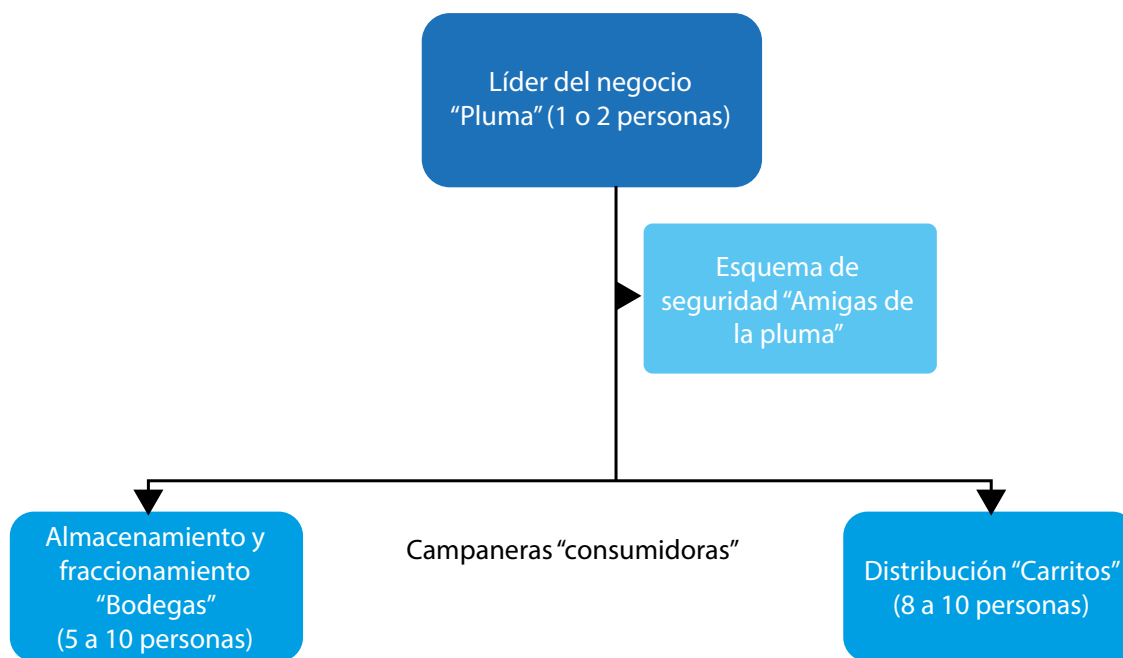 Líder del negocio
“Pluma” (1 o 2 personas)
Esquema de
seguridad “Amigas de
la pluma”
Almacenamiento y
fraccionamiento
“Bodegas”
(5 a 10 personas)
Campaneras “consumidoras”
Distribución “Carritos”
(8 a 10 personas)